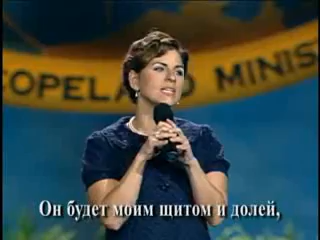 COPELAND MINIS
Он будет моим щитом и долей,